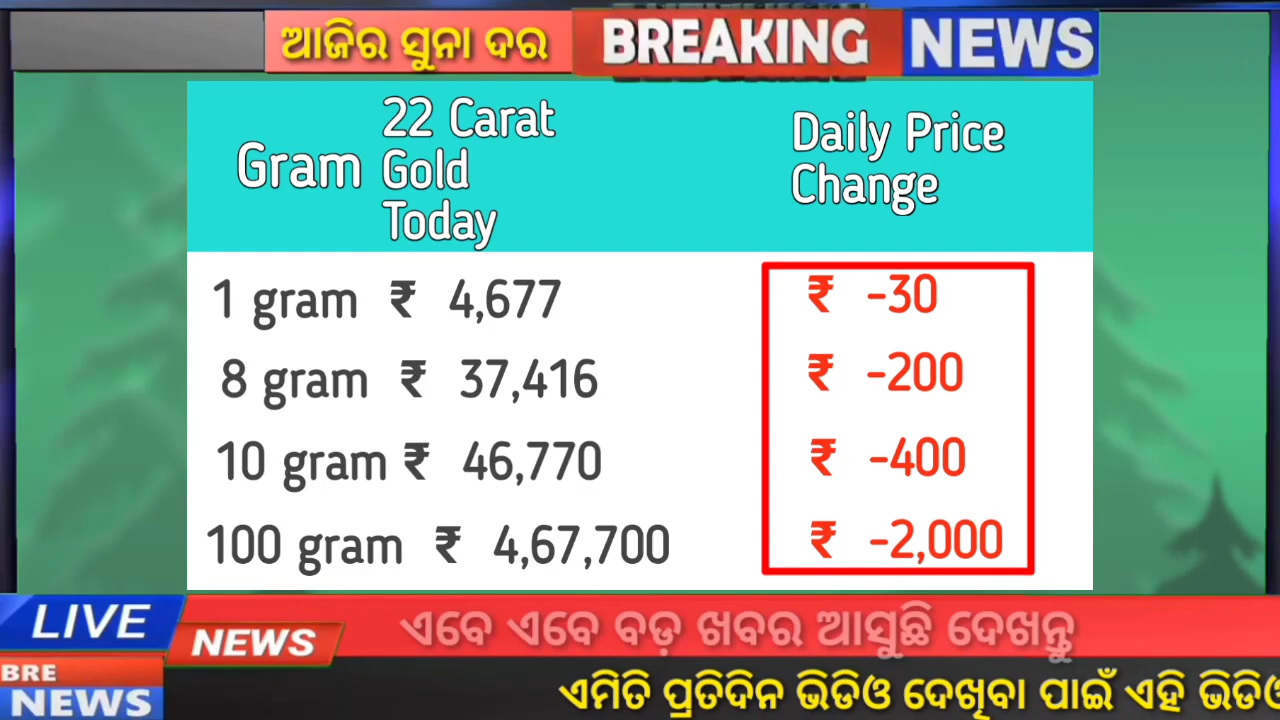 ଆଜିର ସୁନା ଦର BREAKING NEWS
Gram 22 Carat Gold Today Daily Price Change
1 gram ₹ 4,677 ₹ -30
8 gram ₹ 37,416 ₹ -200
10 gram ₹ 46,770 ₹ -400
100 gram ₹ 4,67,700 ₹ -2,000
LIVE NEWS ଏବେ ଏବେ ବଡ଼ ଖବର ଆସୁଛି ଦେଖନ୍ତୁ
BRE
NEWS ଏମିତି ପ୍ରତିଦିନ ଭିଡିଓ ଦେଖିବା ପାଇଁ ଏହି ଭିଡିଓ